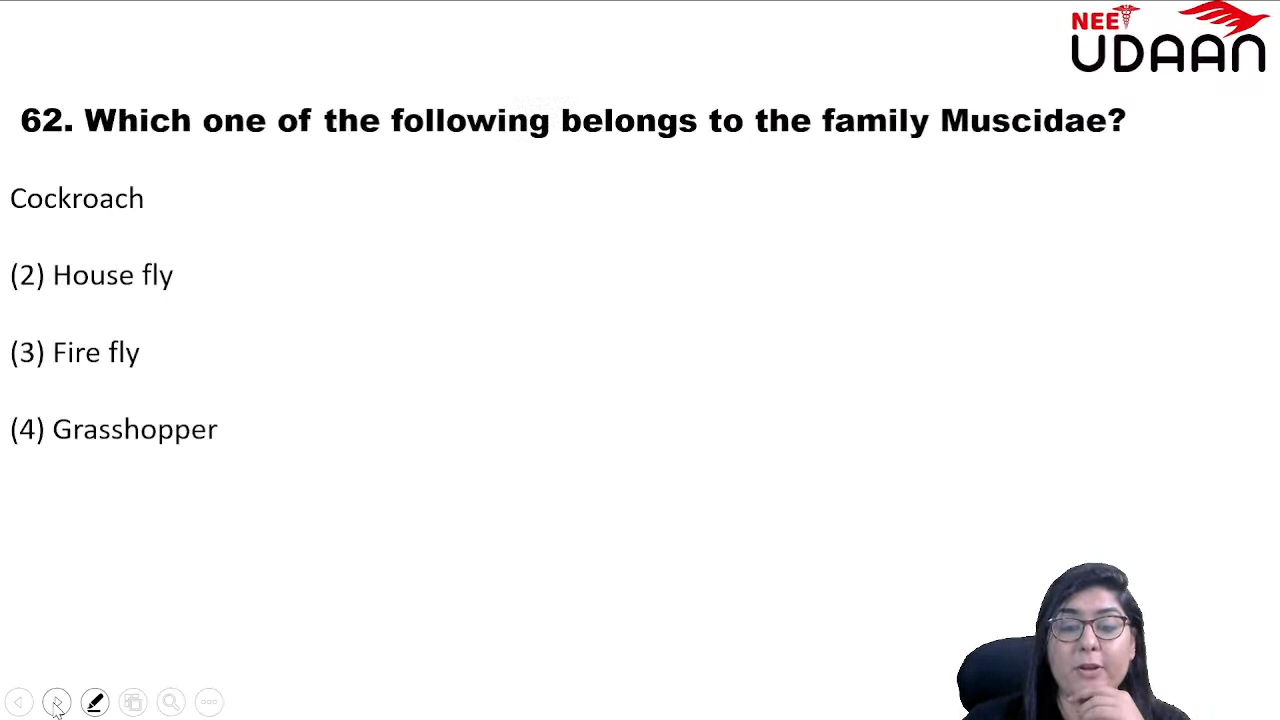 NEET
UDAAN
62. Which one of the following belongs to the family Muscidae?
Cockroach
(2) House fly
(3) Fire fly
(4) Grasshopper